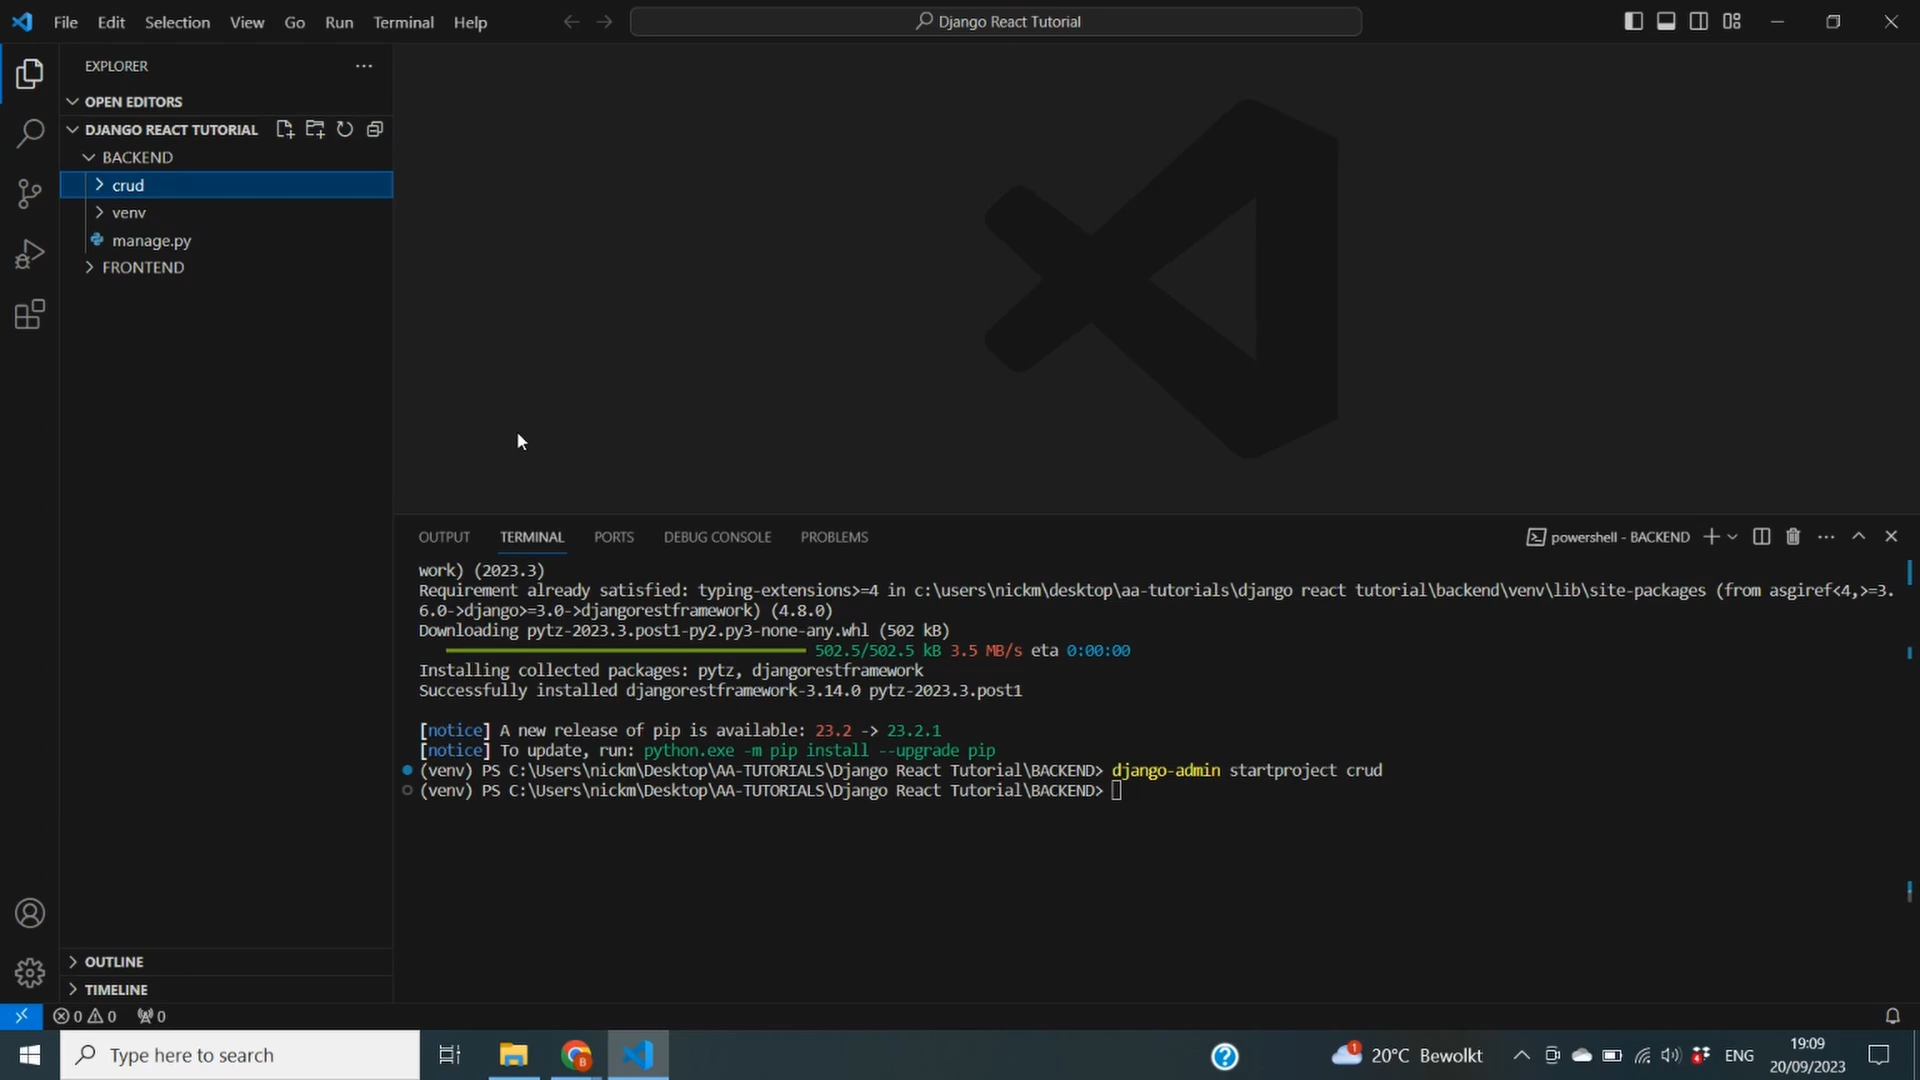 File Edit Selection View Go Run Terminal Help
Django React Tutorial
EXPLORER
OPEN EDITORS
DJANGO REACT TUTORIAL
BACKEND
crud
venv
manage.py
FRONTEND
OUTPUT TERMINAL PORTS DEBUG CONSOLE PROBLEMS
powershell - BACKEND
work) (2023.3)
Requirement already satisfied: typing-extensions>=4 in c:\users\nickm\desktop\aa-tutorials\django react tutorial\backend\venv\lib\site-packages (from asgiref<4,>=3.
6.0->django>=3.0->djangorestframework) (4.8.0)
Downloading pytz-2023.3.post1-py2.py3-none-any.whl (502 kB)
502.5/502.5 kB 3.5 MB/s eta 0:00:00
Installing collected packages: pytz, djangorestframework
Successfully installed djangorestframework-3.14.0 pytz-2023.3.post1
[notice] A new release of pip is available: 23.2 -> 23.2.1
[notice] To update, run: python.exe -m pip install --upgrade pip
(venv) PS C:\Users\nickm\Desktop\AA-TUTORIALS\Django React Tutorial\BACKEND> django-admin startproject crud
(venv) PS C:\Users\nickm\Desktop\AA-TUTORIALS\Django React Tutorial\BACKEND>
OUTLINE
TIMELINE
0 0 0
Type here to search
20°C Bewolkt
ENG
19:09
20/09/2023